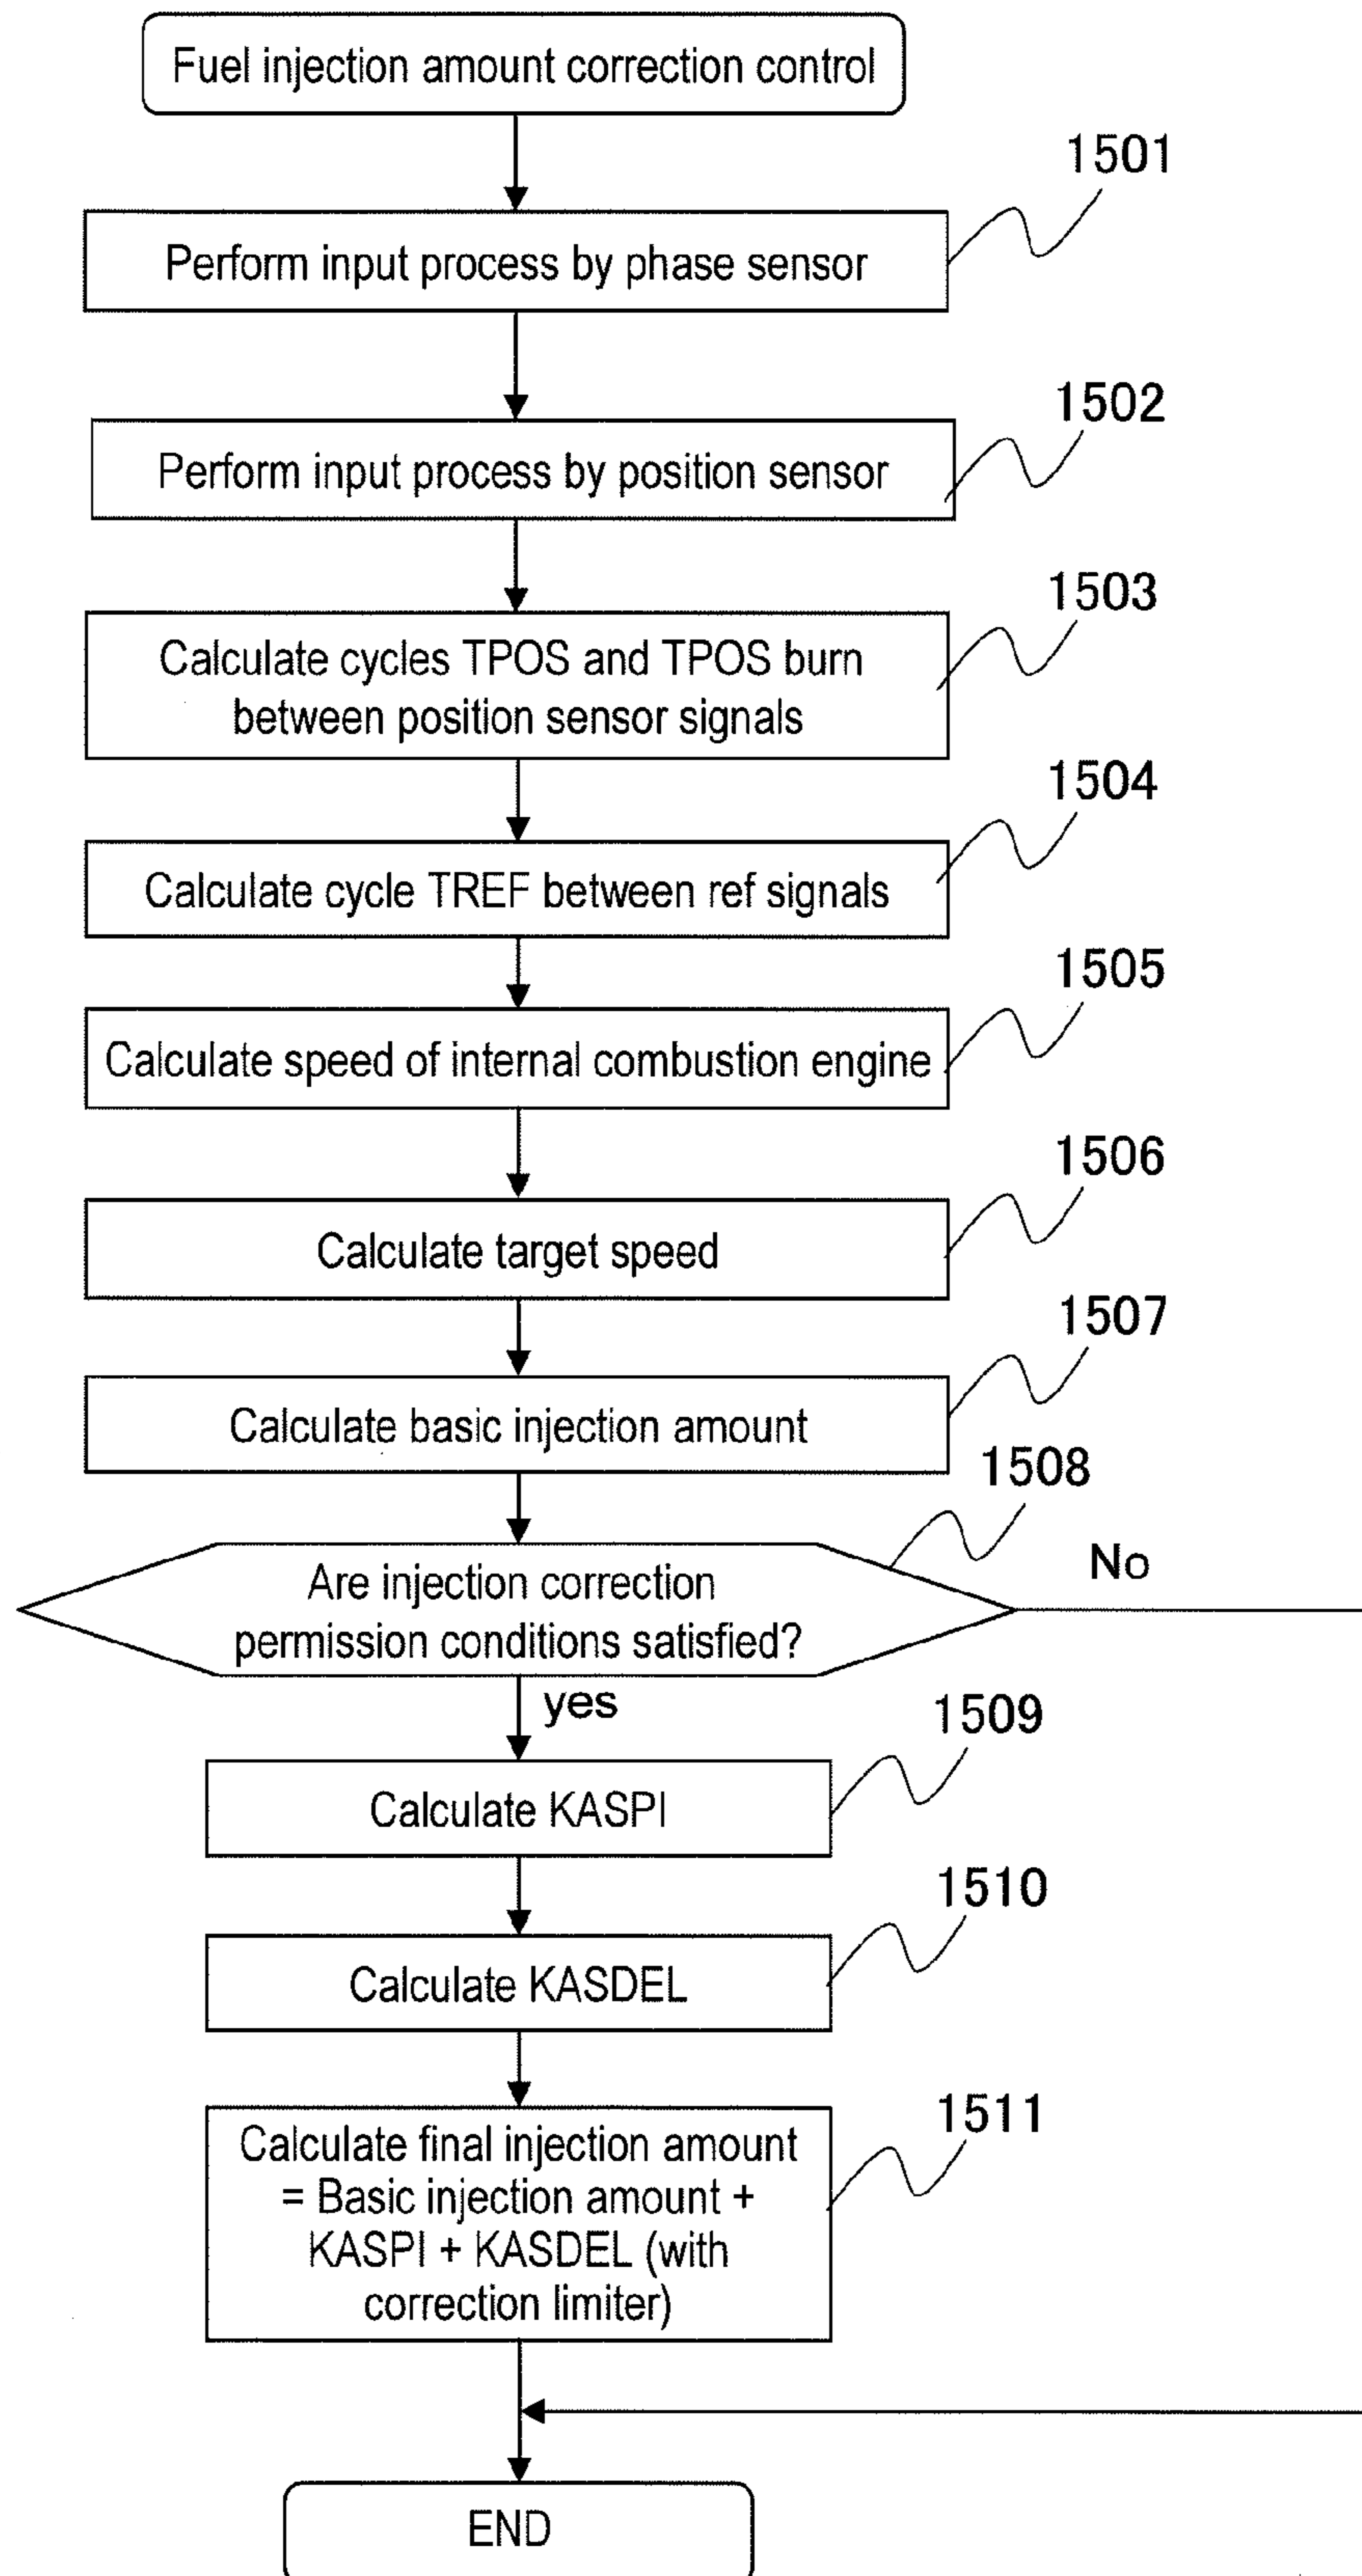 Fuel injection amount correction control
1501
Perform input process by phase sensor
1502
Perform input process by position sensor
1503
Calculate cycles TPOS and TPOS burn
between position sensor signals
1504
Calculate cycle TREF between ref signals
1505
Calculate speed of internal combustion engine
1506
Calculate target speed
1507
Calculate basic injection amount
1508
Are injection correction
permission conditions satisfied?
No
yes
1509
Calculate KASPI
1510
Calculate KASDEL
1511
Calculate final injection amount
= Basic injection amount +
KASPI + KASDEL (with
correction limiter)
END